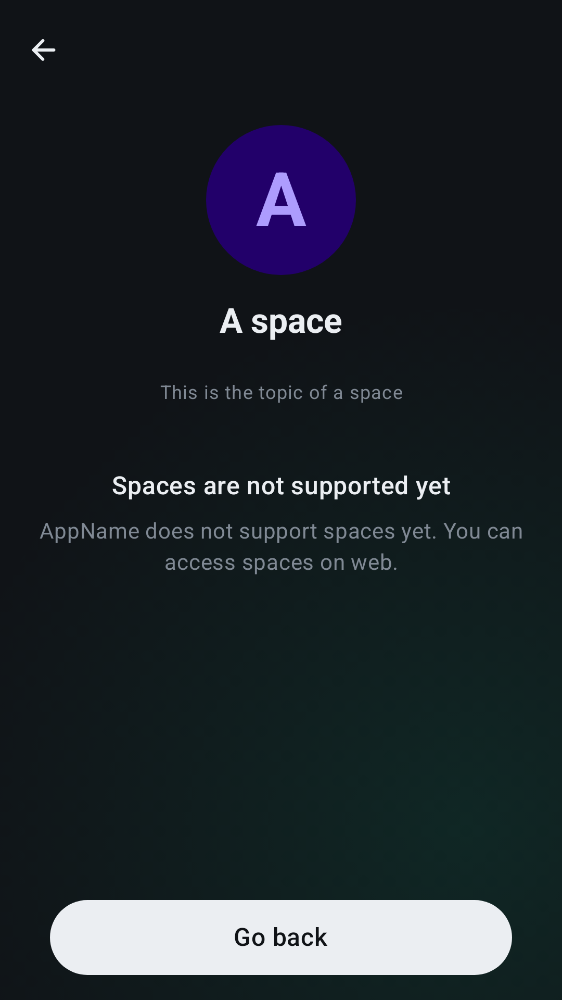 A
A space
This is the topic of a space
Spaces are not supported yet
AppName does not support spaces yet. You can
access spaces on web.
Go back